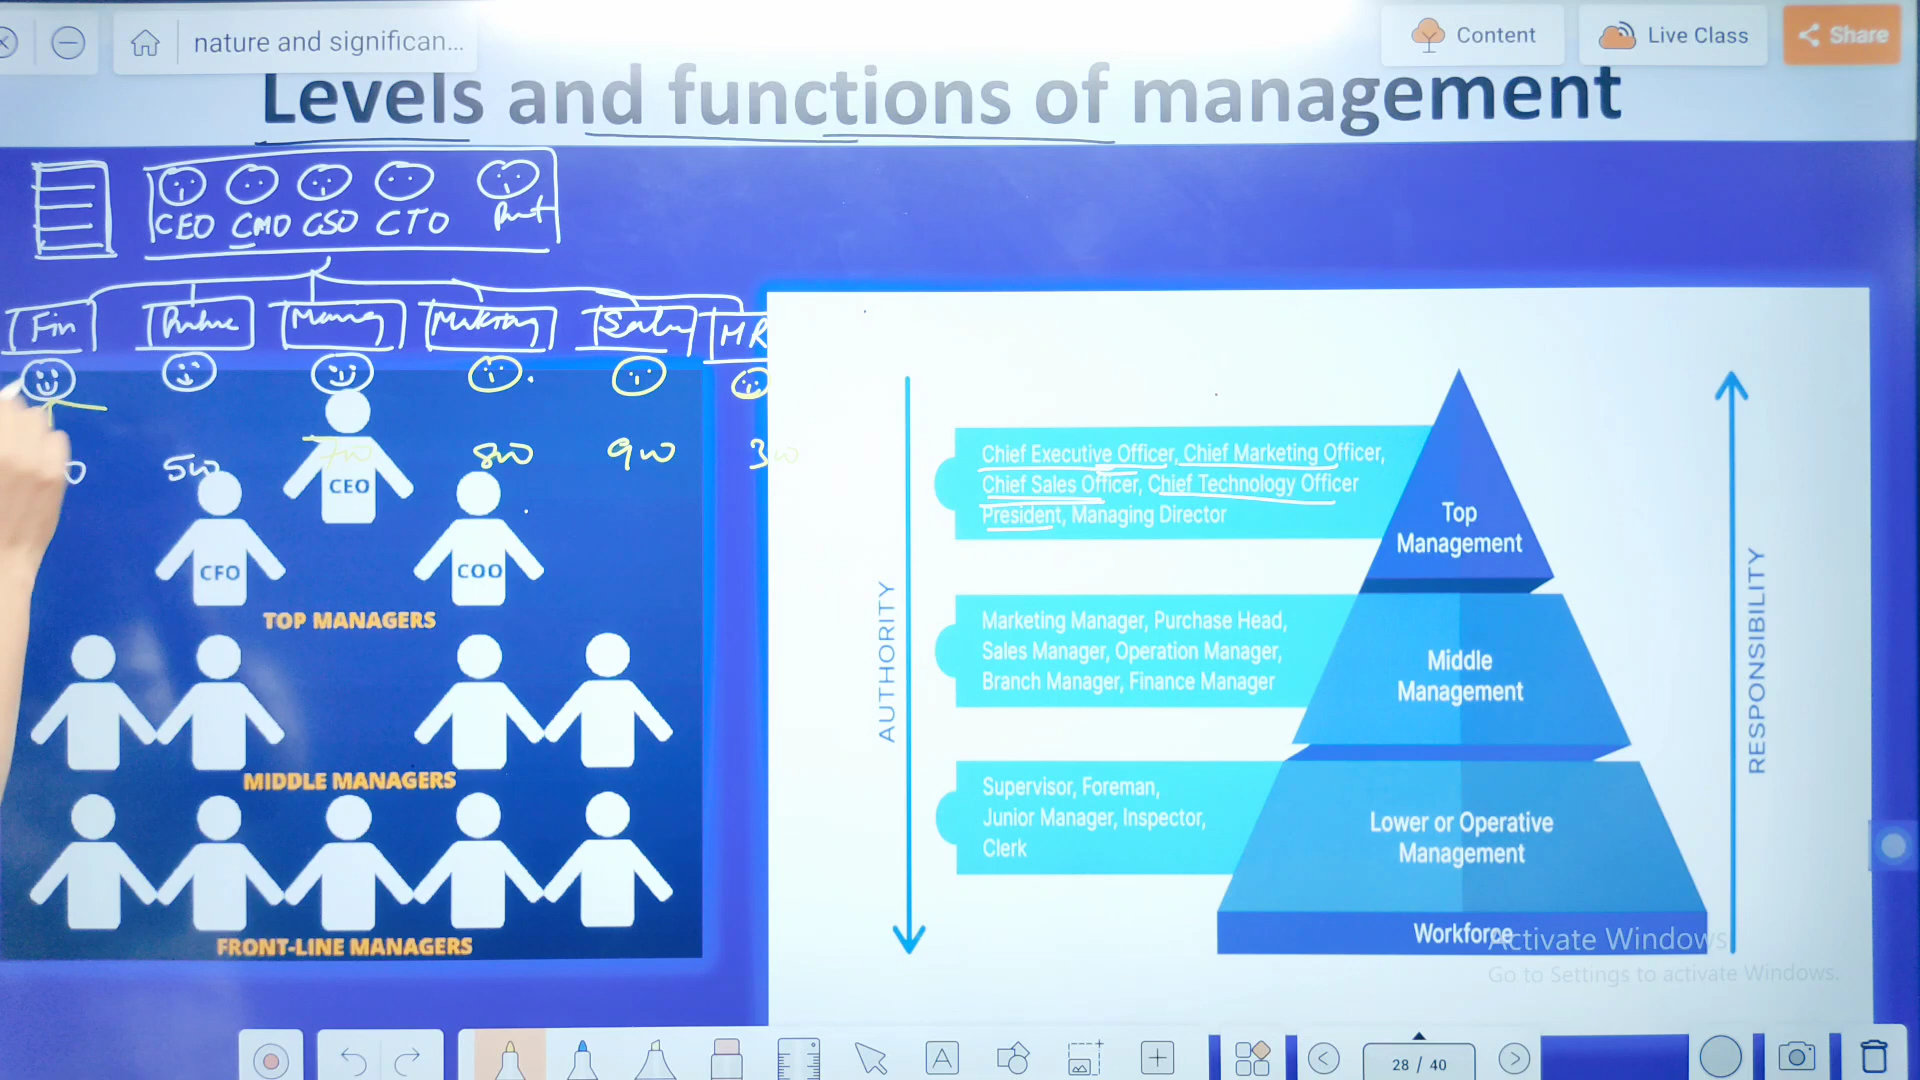 nature and significan...
Content
Live Class
Share
Levels and functions of management
CEO CMO CSO CTO
Fin
HR
50
80
90
CEO
CFO
COO
TOP MANAGERS
MIDDLE MANAGERS
FRONT-LINE MANAGERS
AUTHORITY
Chief Executive Officer, Chief Marketing Officer,
Chief Sales Officer, Chief Technology Officer
President, Managing Director
Top
Management
Marketing Manager, Purchase Head,
Sales Manager, Operation Manager,
Branch Manager, Finance Manager
Middle
Management
Supervisor, Foreman,
Junior Manager, Inspector,
Clerk
Lower or Operative
Management
Workforce
RESPONSIBILITY
Activate Windows
Go to Settings to activate Windows.
A
28 / 40